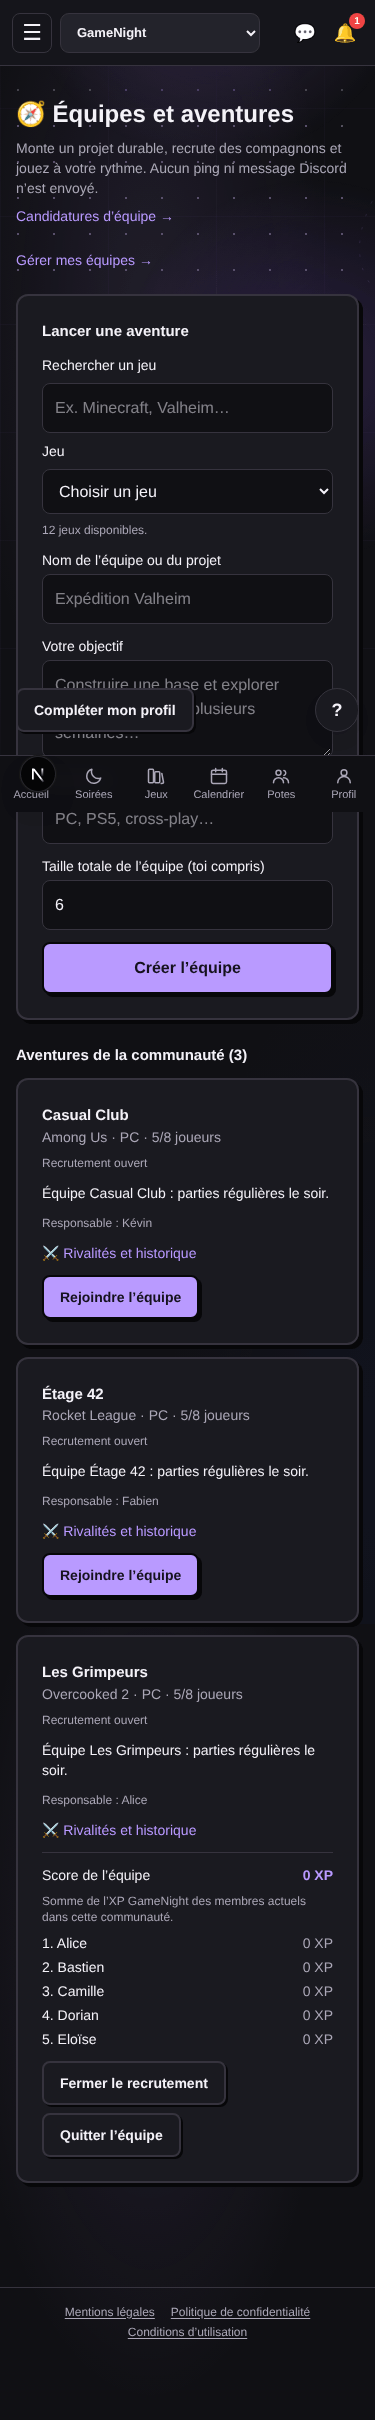 GameNight
1
Équipes et aventures
Monte un projet durable, recrute des compagnons et
jouez à votre rythme. Aucun ping ni message Discord
n'est envoyé.
Candidatures d'équipe →
Gérer mes équipes →
Lancer une aventure
Rechercher un jeu
Ex. Minecraft, Valheim…
Jeu
Choisir un jeu
12 jeux disponibles.
Nom de l'équipe ou du projet
Expédition Valheim
Votre objectif
Construire une base et explorer
plusieurs
semaines…
Compléter mon profil
?
N
Accueil
Soirées
Jeux
Calendrier
Potes
Profil
PC, PS5, cross-play…
Taille totale de l'équipe (toi compris)
6
Créer l'équipe
Aventures de la communauté (3)
Casual Club
Among Us · PC · 5/8 joueurs
Recrutement ouvert
Équipe Casual Club : parties régulières le soir.
Responsable : Kévin
Rivalités et historique
Rejoindre l'équipe
Étage 42
Rocket League · PC · 5/8 joueurs
Recrutement ouvert
Équipe Étage 42 : parties régulières le soir.
Responsable : Fabien
Rivalités et historique
Rejoindre l'équipe
Les Grimpeurs
Overcooked 2 · PC · 5/8 joueurs
Recrutement ouvert
Équipe Les Grimpeurs : parties régulières le
soir.
Responsable : Alice
Rivalités et historique
Score de l'équipe 0 XP
Somme de l'XP GameNight des membres actuels
dans cette communauté.
1. Alice 0 XP
2. Bastien 0 XP
3. Camille 0 XP
4. Dorian 0 XP
5. Eloïse 0 XP
Fermer le recrutement
Quitter l'équipe
Mentions légales Politique de confidentialité
Conditions d'utilisation